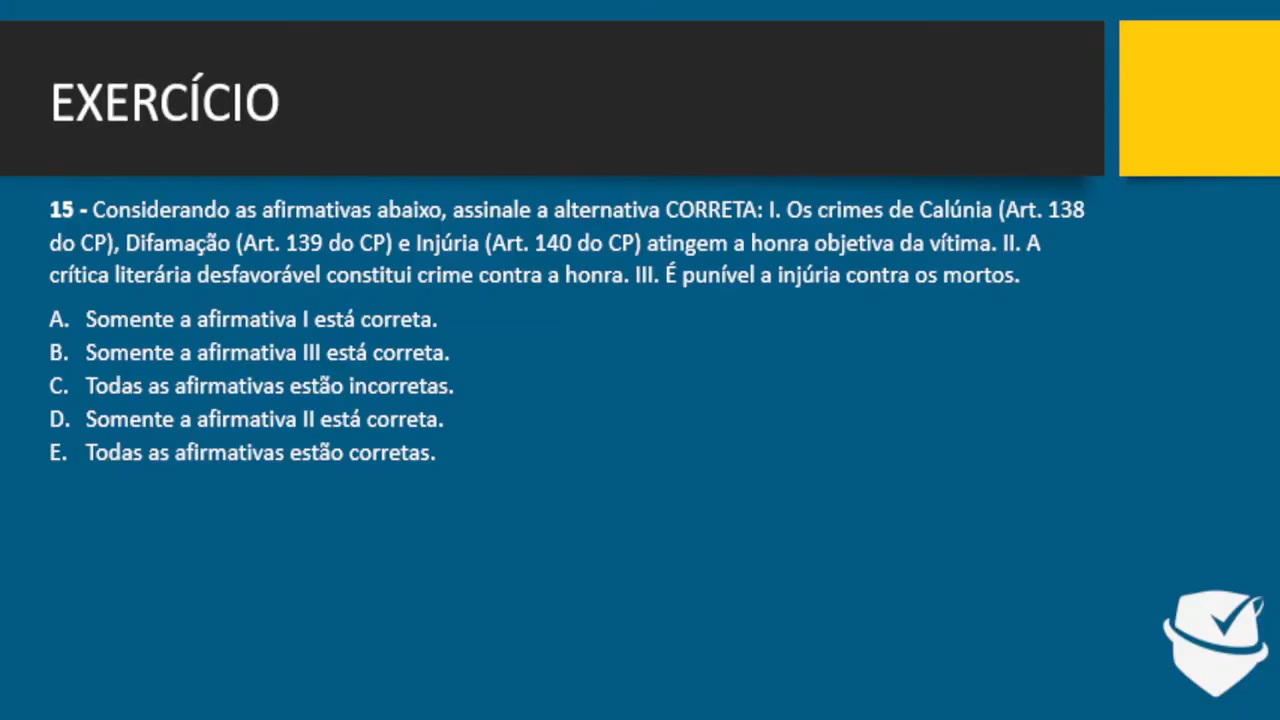 EXERCÍCIO
15 - Considerando as afirmativas abaixo, assinale a alternativa CORRETA: I. Os crimes de Calúnia (Art. 138
do CP), Difamação (Art. 139 do CP) e Injúria (Art. 140 do CP) atingem a honra objetiva da vítima. II. A
crítica literária desfavorável constitui crime contra a honra. III. É punível a injúria contra os mortos.
A. Somente a afirmativa I está correta.
B. Somente a afirmativa III está correta.
C. Todas as afirmativas estão incorretas.
D. Somente a afirmativa II está correta.
E. Todas as afirmativas estão corretas.